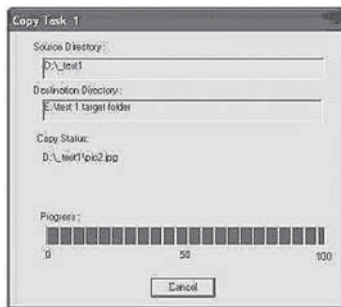 Copy Task 1
Source Directory :
D:\_test1
Destination Directory :
E:\test 1 target folder
Copy Status:
D:\_test1\pic2.jpg
Progress :
0 50 100
Cancel